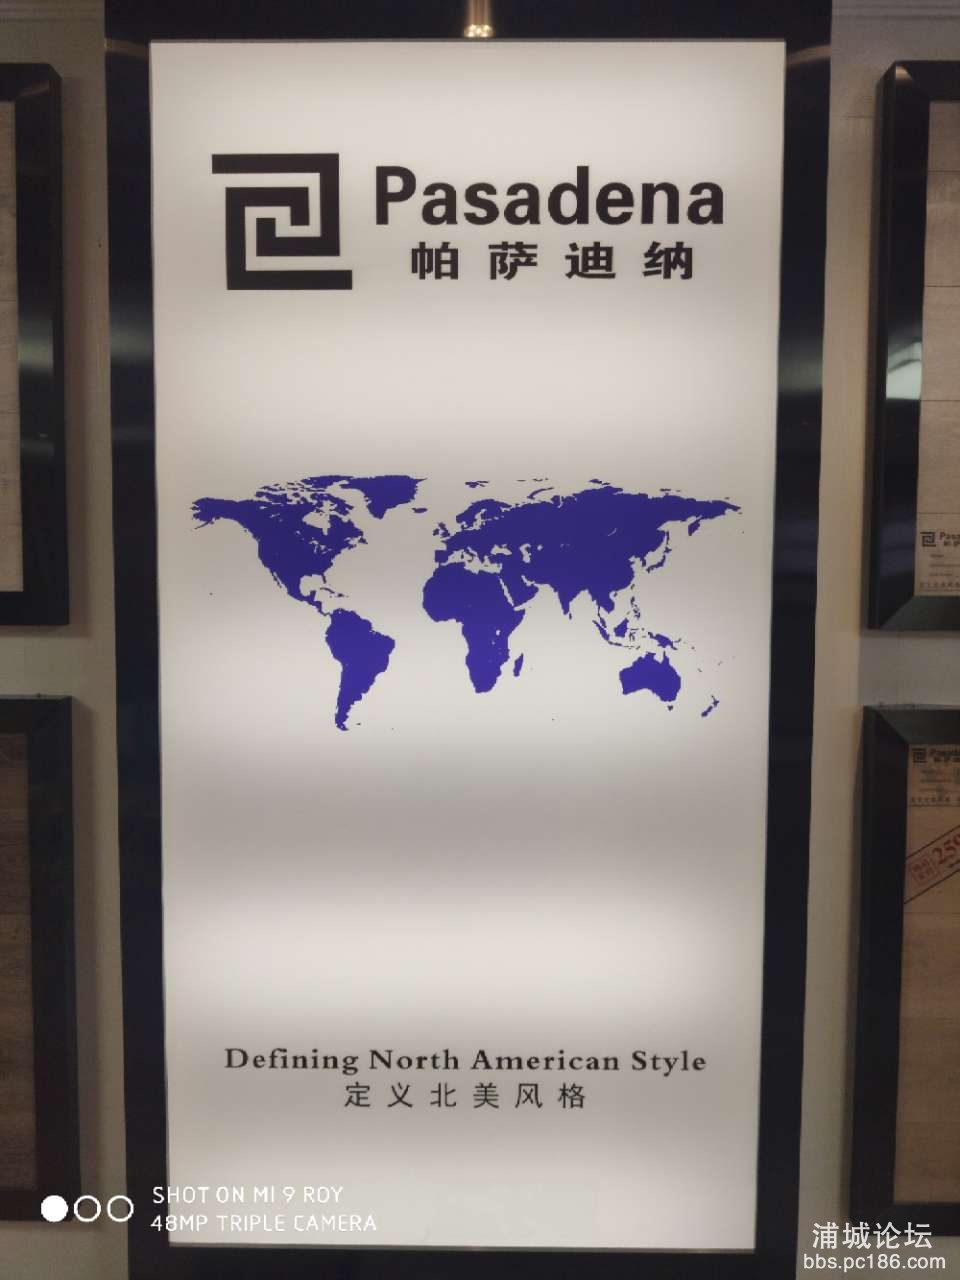 Pasadena
帕萨迪纳
Defining North American Style
定义北美风格
259
SHOT ON MI 9 ROY
48MP TRIPLE CAMERA
浦城论坛
bbs.pc186.com